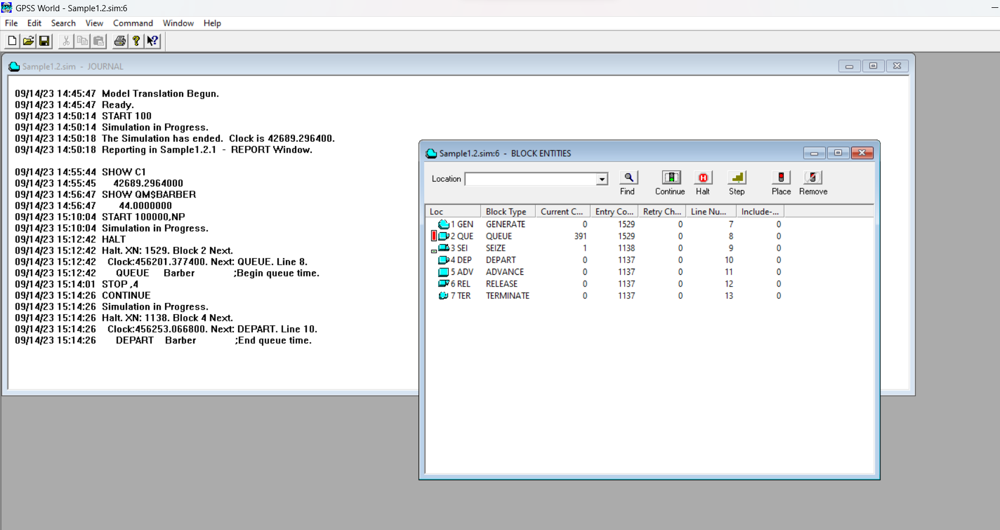 GPSS World - Sample1.2.sim:6
File Edit Search View Command Window Help
Sample1.2.sim - JOURNAL
09/14/23 14:45:47 Model Translation Begun.
09/14/23 14:45:47 Ready.
09/14/23 14:50:14 START 100
09/14/23 14:50:14 Simulation in Progress.
09/14/23 14:50:18 The Simulation has ended. Clock is 42689.296400.
09/14/23 14:50:18 Reporting in Sample1.2.1 - REPORT Window.
09/14/23 14:55:44 SHOW C1
09/14/23 14:55:45 42689.2964000
09/14/23 14:56:47 SHOW QM$BARBER
09/14/23 14:56:47 44.0000000
09/14/23 15:10:04 START 100000,NP
09/14/23 15:10:04 Simulation in Progress.
09/14/23 15:12:42 HALT
09/14/23 15:12:42 Halt. XN: 1529. Block 2 Next.
09/14/23 15:12:42 Clock:456201.377400. Next: QUEUE. Line 8.
09/14/23 15:12:42 QUEUE Barber ;Begin queue time.
09/14/23 15:14:01 STOP ,4
09/14/23 15:14:26 CONTINUE
09/14/23 15:14:26 Simulation in Progress.
09/14/23 15:14:26 Halt. XN: 1138. Block 4 Next.
09/14/23 15:14:26 Clock:456253.066800. Next: DEPART. Line 10.
09/14/23 15:14:26 DEPART Barber ;End queue time.
Sample1.2.sim:6 - BLOCK ENTITIES
Location
Find Continue Halt Step Place Remove
Loc Block Type Current C... Entry Co... Retry Ch... Line Nu... Include-...
1 GEN GENERATE 0 1529 0 7 0
2 QUE QUEUE 391 1529 0 8 0
3 SEI SEIZE 1 1138 0 9 0
4 DEP DEPART 0 1137 0 10 0
5 ADV ADVANCE 0 1137 0 11 0
6 REL RELEASE 0 1137 0 12 0
7 TER TERMINATE 0 1137 0 13 0